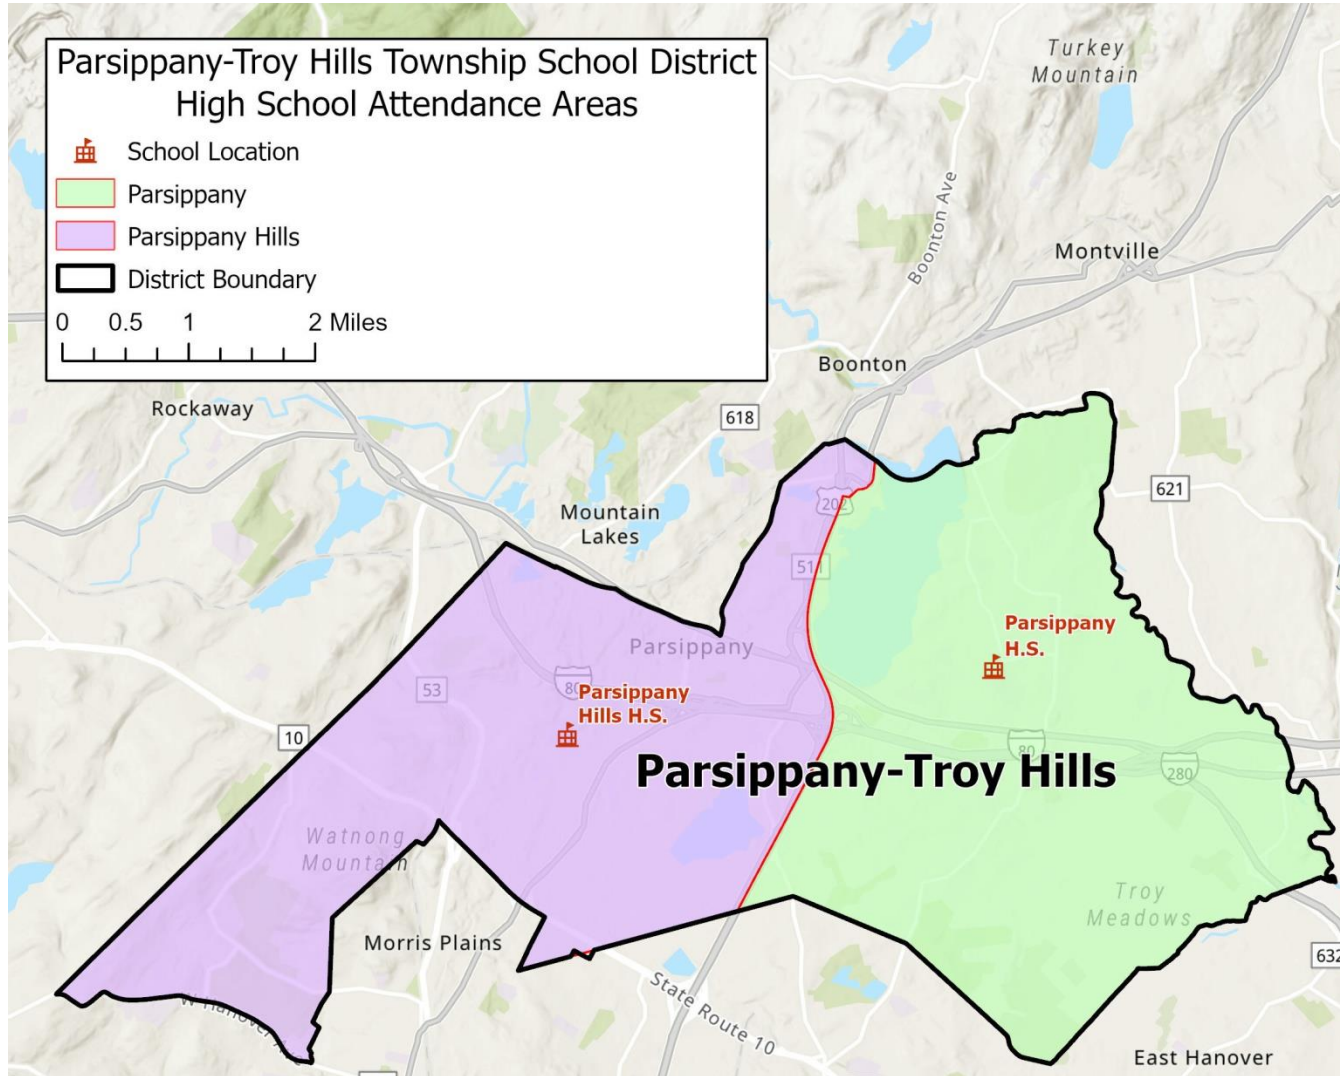 Parsippany-Troy Hills Township School District
High School Attendance Areas
School Location
Parsippany
Parsippany Hills
District Boundary
0 0.5 1 2 Miles
Turkey
Mountain
Boonton Ave
Montville
Boonton
Rockaway
618
621
Mountain
Lakes
202
511
Parsippany
H.S.
Parsippany
53
80
Parsippany
Hills H.S.
10
80
280
Parsippany-Troy Hills
Watnong
Mountain
Troy
Meadows
Morris Plains
632
State Route 10
East Hanover